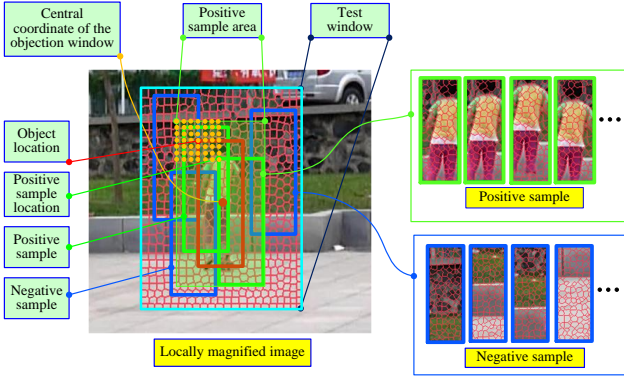 Central
coordinate of the
objection window
Positive
sample area
Test
window
Object
location
Positive
sample
location
Positive
sample
Negative
sample
Locally magnified image
Positive sample
Negative sample